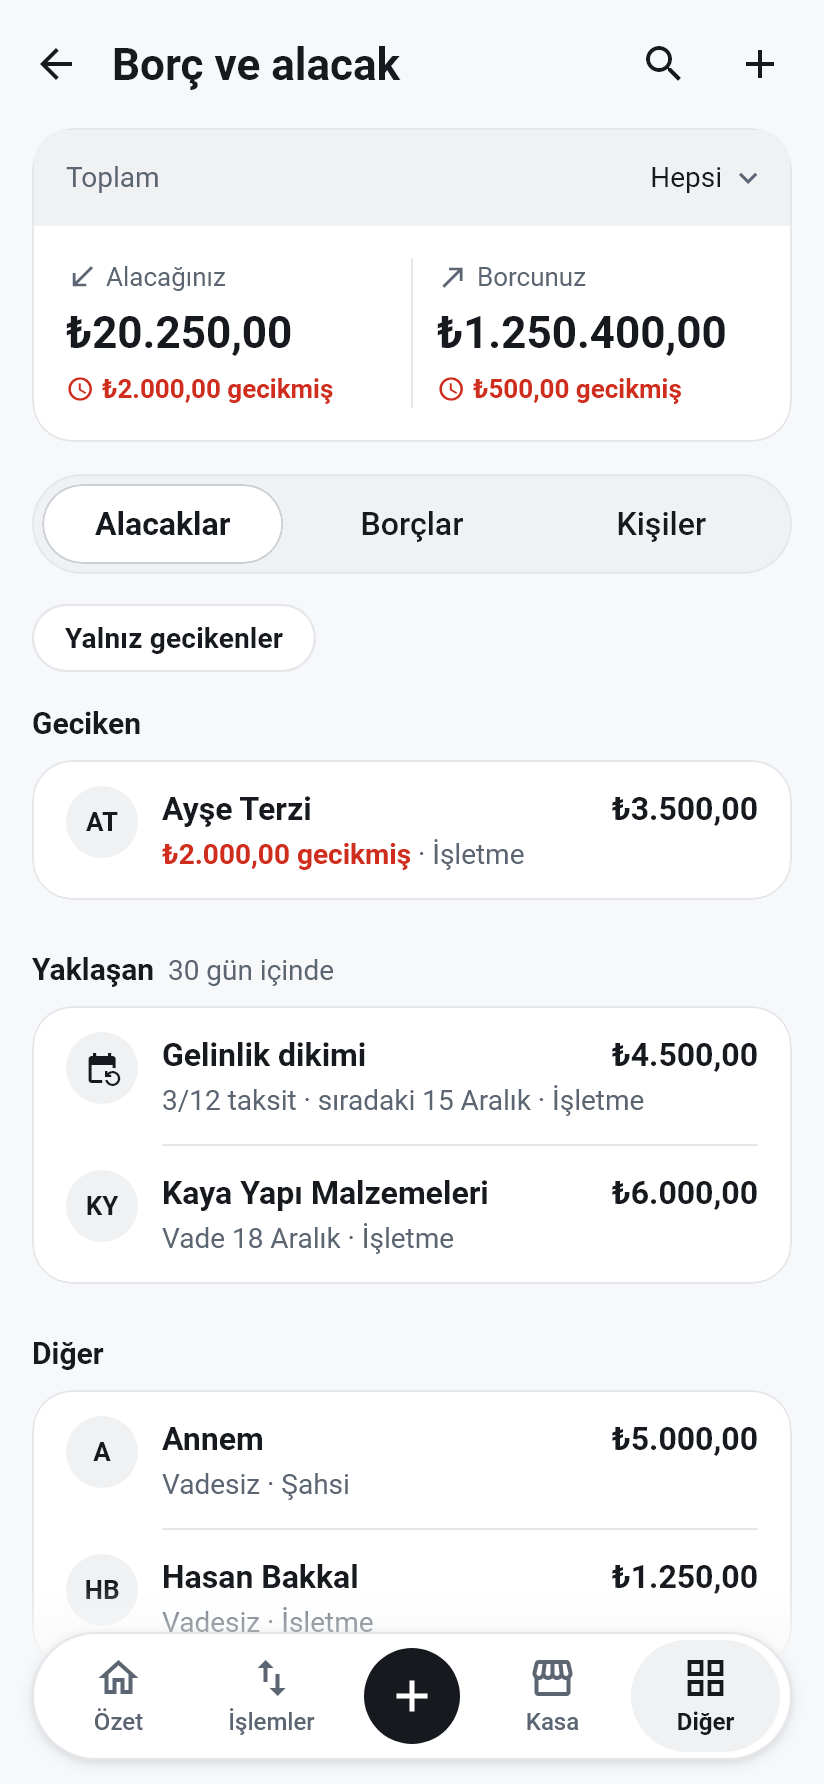 Borç ve alacak
Toplam
Hepsi
Alacağınız
Borcunuz
₺20.250,00
₺1.250.400,00
₺2.000,00 gecikmiş
₺500,00 gecikmiş
Alacaklar
Borçlar
Kişiler
Yalnız gecikenler
Geciken
AT
Ayşe Terzi
₺3.500,00
₺2.000,00 gecikmiş · İşletme
Yaklaşan 30 gün içinde
Gelinlik dikimi
₺4.500,00
3/12 taksit · sıradaki 15 Aralık · İşletme
KY
Kaya Yapı Malzemeleri
₺6.000,00
Vade 18 Aralık · İşletme
Diğer
A
Annem
₺5.000,00
Vadesiz · Şahsi
HB
Hasan Bakkal
₺1.250,00
Vadesiz · İşletme
Özet
İşlemler
Kasa
Diğer